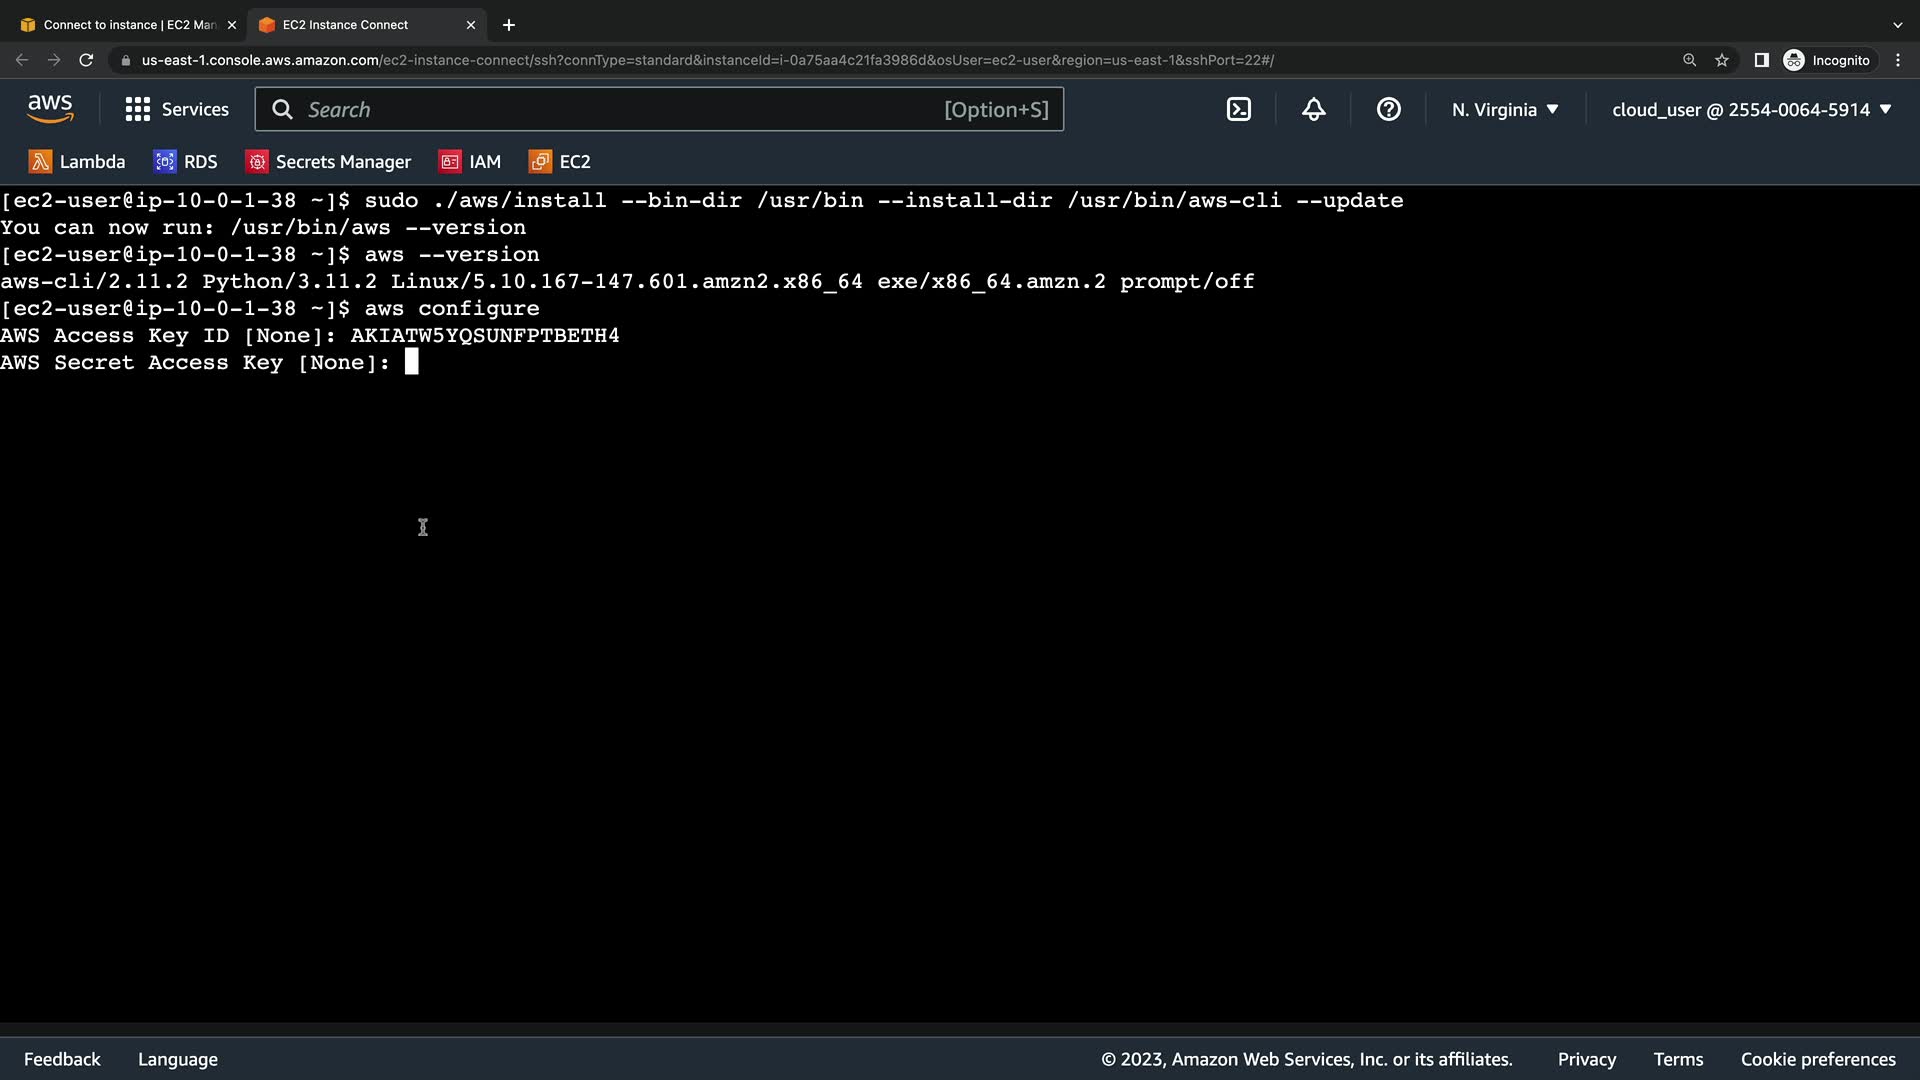 Connect to instance | EC2 Man
EC2 Instance Connect
us-east-1.console.aws.amazon.com/ec2-instance-connect/ssh?connType=standard&instanceId=i-0a75aa4c21fa3986d&osUser=ec2-user&region=us-east-1&sshPort=22#/
Incognito
aws
Services
Search
[Option+S]
N. Virginia
cloud_user @ 2554-0064-5914
Lambda
RDS
Secrets Manager
IAM
EC2
[ec2-user@ip-10-0-1-38 ~]$ sudo ./aws/install --bin-dir /usr/bin --install-dir /usr/bin/aws-cli --update
You can now run: /usr/bin/aws --version
[ec2-user@ip-10-0-1-38 ~]$ aws --version
aws-cli/2.11.2 Python/3.11.2 Linux/5.10.167-147.601.amzn2.x86_64 exe/x86_64.amzn.2 prompt/off
[ec2-user@ip-10-0-1-38 ~]$ aws configure
AWS Access Key ID [None]: AKIATW5YQSUNFPTBETH4
AWS Secret Access Key [None]:
Feedback
Language
© 2023, Amazon Web Services, Inc. or its affiliates.
Privacy
Terms
Cookie preferences